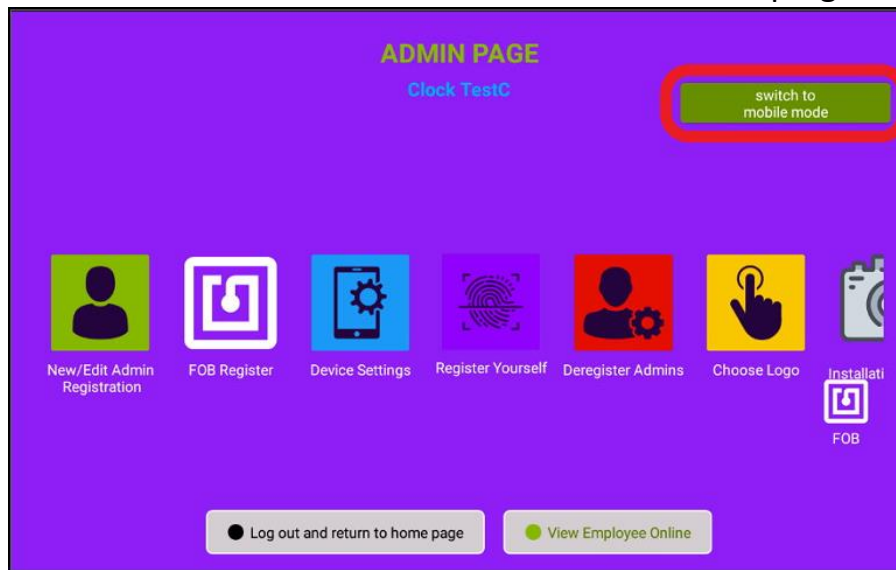 ADMIN PAGE
Clock TestC
switch to
mobile mode
New/Edit Admin
Registration
FOB Register
Device Settings
Register Yourself
Deregister Admins
Choose Logo
Installati
FOB
Log out and return to home page
View Employee Online